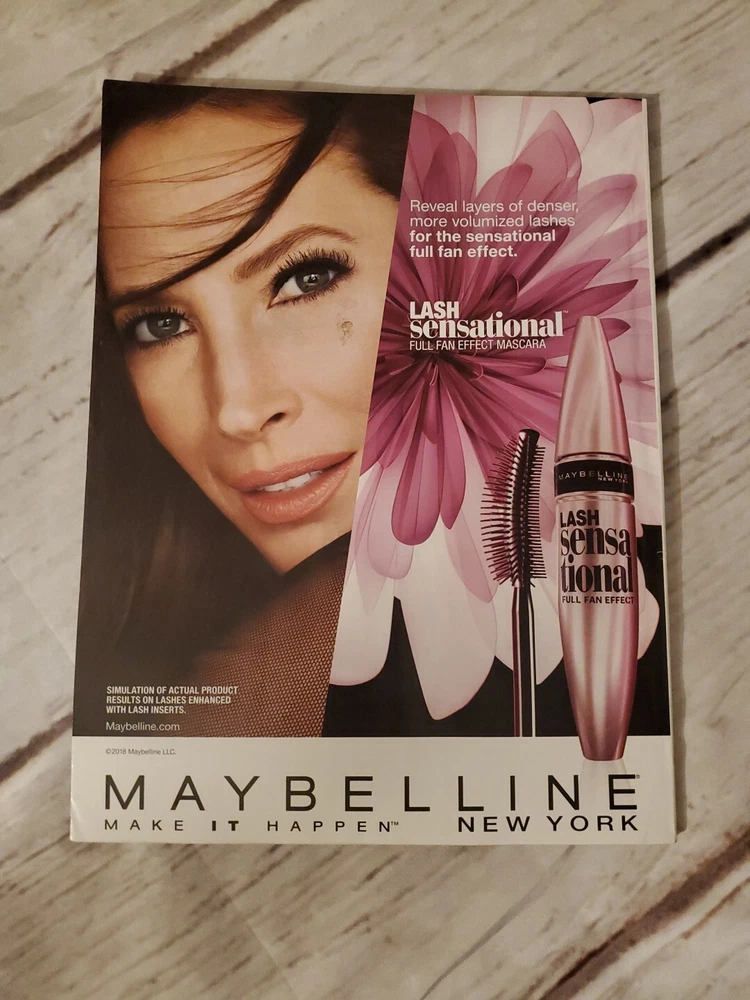 Reveal layers of denser,
more volumized lashes
for the sensational
full fan effect.
LASH
sensational™
FULL FAN EFFECT MASCARA
MAYBELLINE
NEW YORK
LASH
sensa
tional
FULL FAN EFFECT
SIMULATION OF ACTUAL PRODUCT
RESULTS ON LASHES ENHANCED
WITH LASH INSERTS.
Maybelline.com
©2018 Maybelline LLC.
MAYBELLINE®
MAKE IT HAPPEN™ NEW YORK